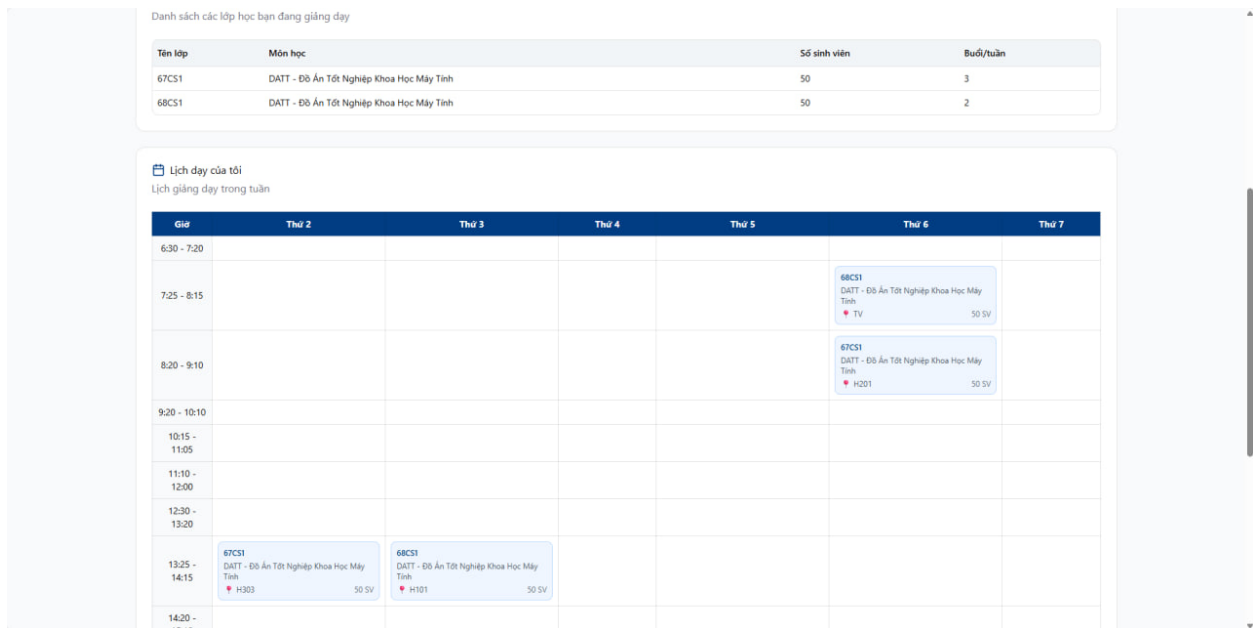 Danh sách các lớp học bạn đang giảng dạy
Tên lớp Môn học Số sinh viên Buổi/tuần
67CS1 DATT - Đồ Án Tốt Nghiệp Khoa Học Máy Tính 50 3
68CS1 DATT - Đồ Án Tốt Nghiệp Khoa Học Máy Tính 50 2
Lịch dạy của tôi
Lịch giảng dạy trong tuần
Giờ Thứ 2 Thứ 3 Thứ 4 Thứ 5 Thứ 6 Thứ 7
6:30 - 7:20
7:25 - 8:15
68CS1
DATT - Đồ Án Tốt Nghiệp Khoa Học Máy
Tính
TV 50 SV
8:20 - 9:10
67CS1
DATT - Đồ Án Tốt Nghiệp Khoa Học Máy
Tính
H201 50 SV
9:20 - 10:10
10:15 -
11:05
11:10 -
12:00
12:30 -
13:20
13:25 -
14:15
67CS1
DATT - Đồ Án Tốt Nghiệp Khoa Học Máy
Tính
H303 50 SV
68CS1
DATT - Đồ Án Tốt Nghiệp Khoa Học Máy
Tính
H101 50 SV
14:20 -